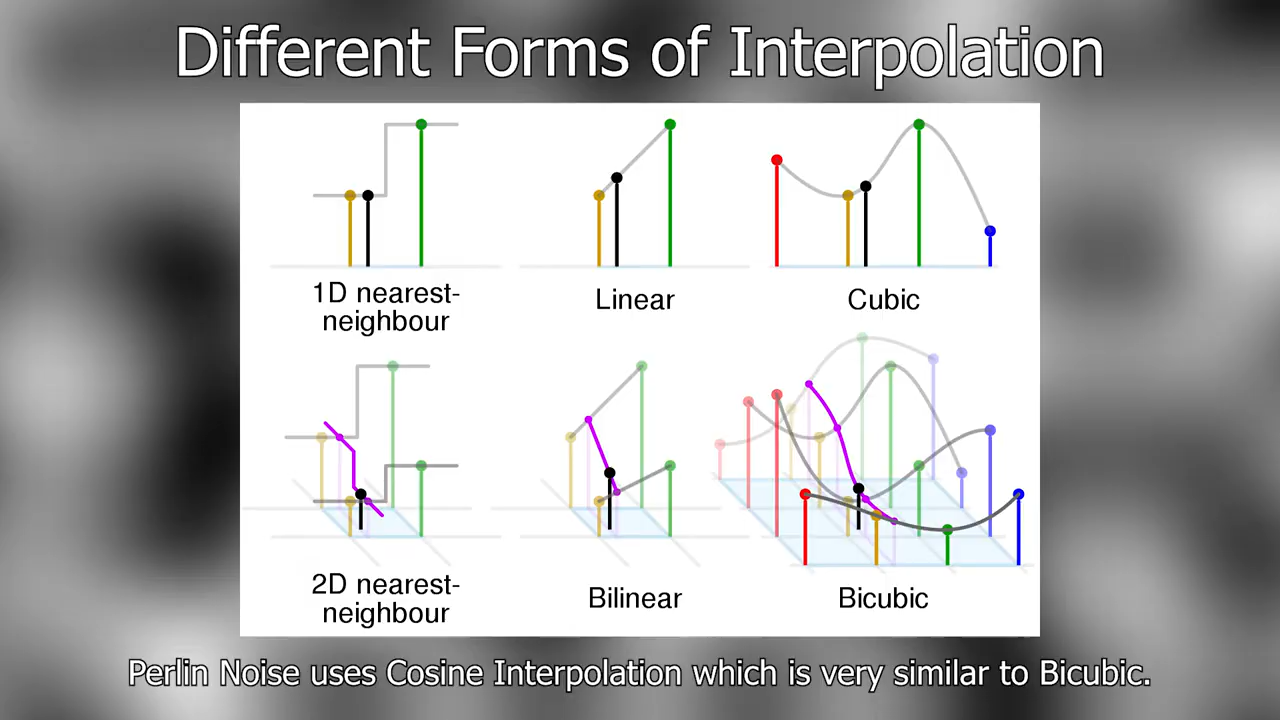 Different Forms of Interpolation
1D nearest-
neighbour
Linear
Cubic
2D nearest-
neighbour
Bilinear
Bicubic
Perlin Noise uses Cosine Interpolation which is very similar to Bicubic.